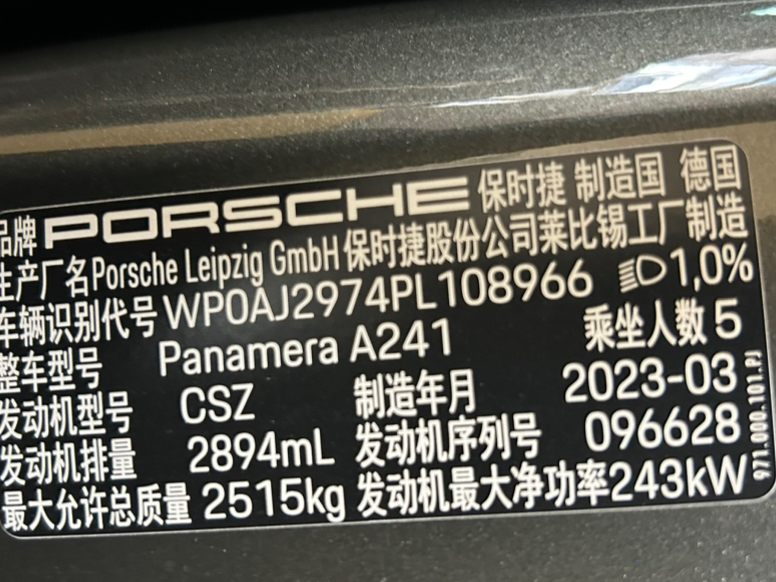 品牌 PORSCHE 保时捷 制造国 德国
生产厂名 Porsche Leipzig GmbH 保时捷股份公司莱比锡工厂制造
车辆识别代号 WP0AJ2974PL108966 1,0%
整车型号 Panamera A241 乘坐人数 5
发动机型号 CSZ 制造年月 2023-03
发动机排量 2894mL 发动机序列号 096628
最大允许总质量 2515kg 发动机最大净功率 243kW
971.000.101.PJ